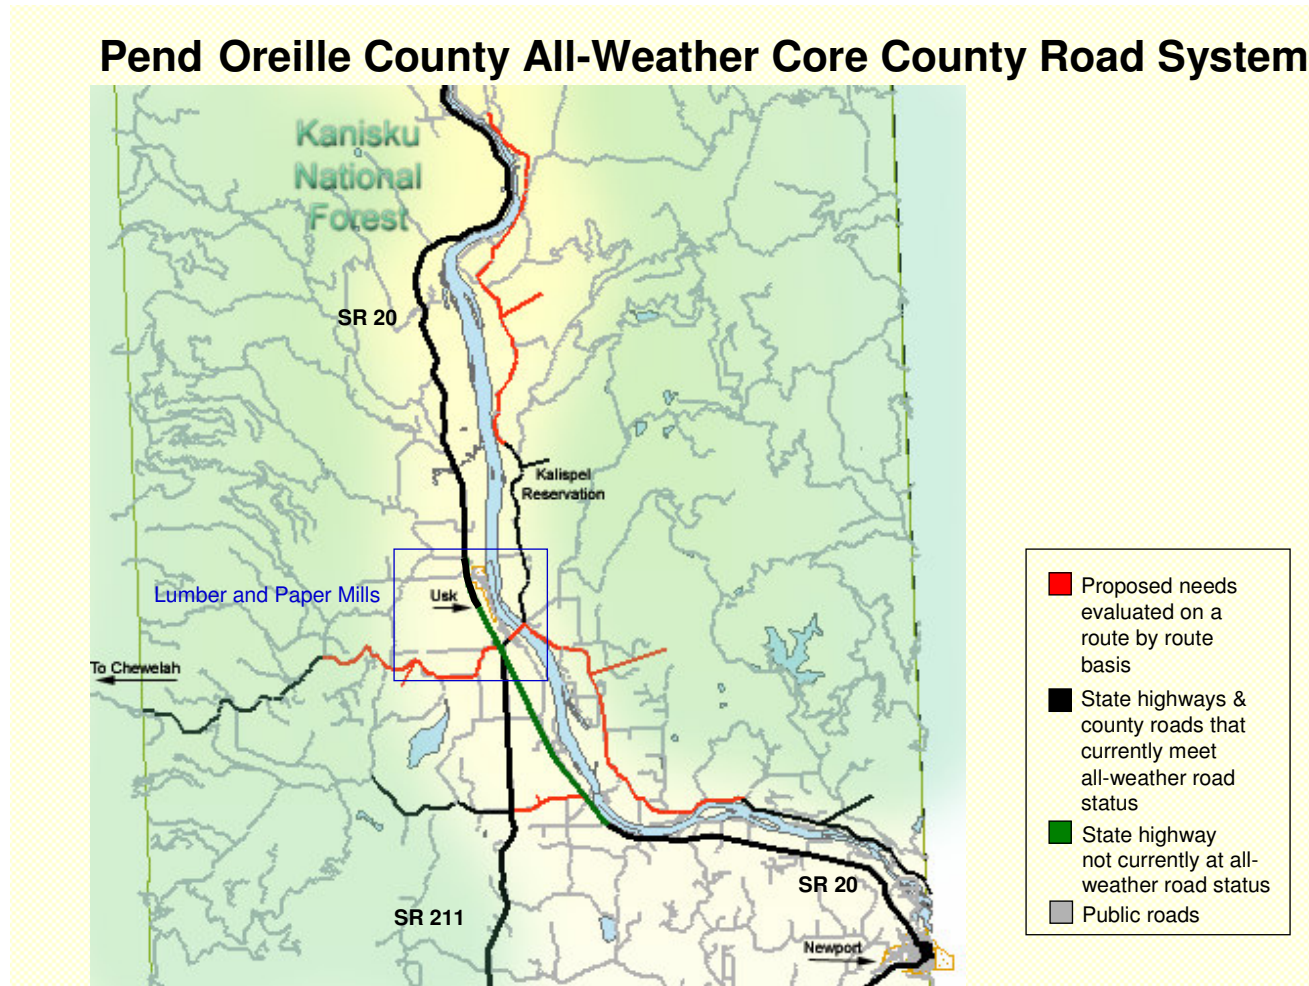 Pend Oreille County All-Weather Core County Road System
Kanisku
National
Forest
SR 20
Kalispel
Reservation
Lumber and Paper Mills
Usk
To Chewelah
SR 20
SR 211
Newport
Proposed needs
evaluated on a
route by route
basis
State highways &
county roads that
currently meet
all-weather road
status
State highway
not currently at all-
weather road status
Public roads